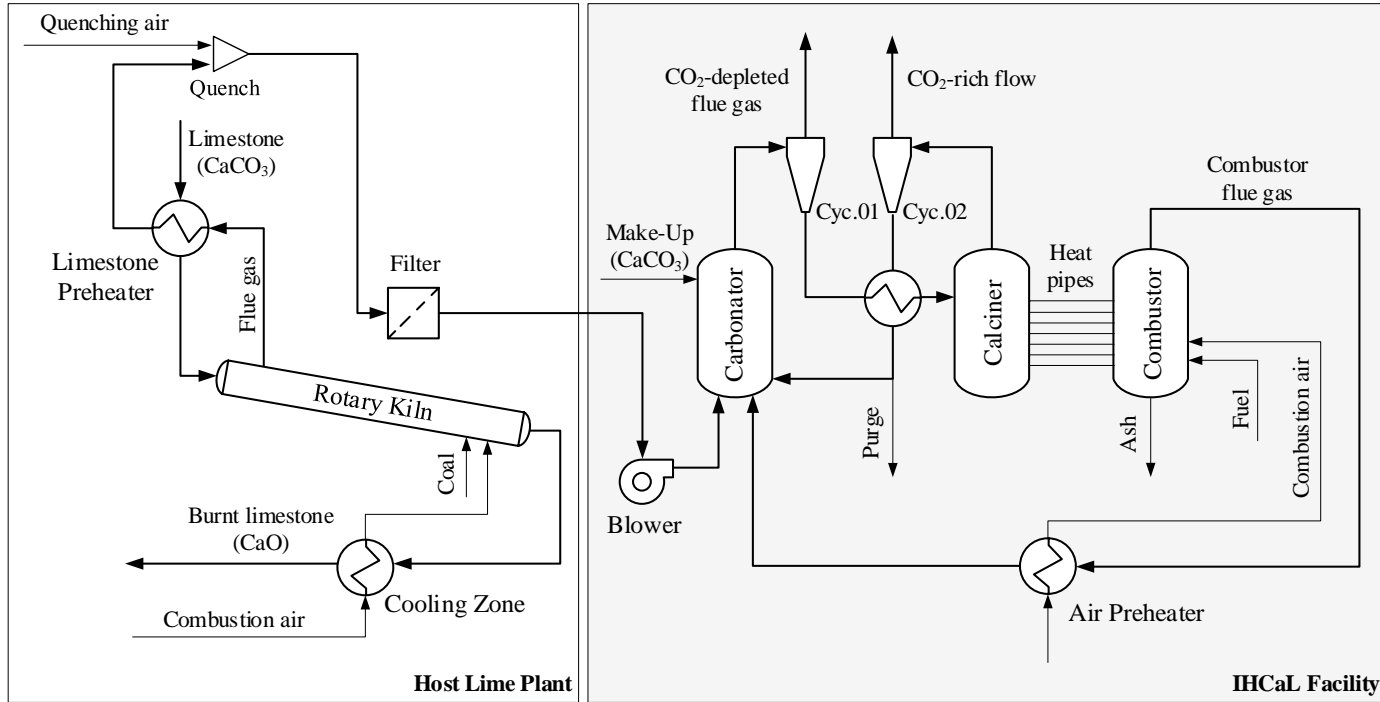 Quenching air
Quench
Limestone
(CaCO₃)
Limestone
Preheater
Flue gas
Filter
Rotary Kiln
Coal
Burnt limestone
(CaO)
Cooling Zone
Combustion air
Host Lime Plant
CO₂-depleted
flue gas
CO₂-rich flow
Cyc.01
Cyc.02
Make-Up
(CaCO₃)
Carbonator
Calciner
Heat
pipes
Combustor
Combustor
flue gas
Purge
Ash
Fuel
Combustion air
Blower
Air Preheater
IHCaL Facility